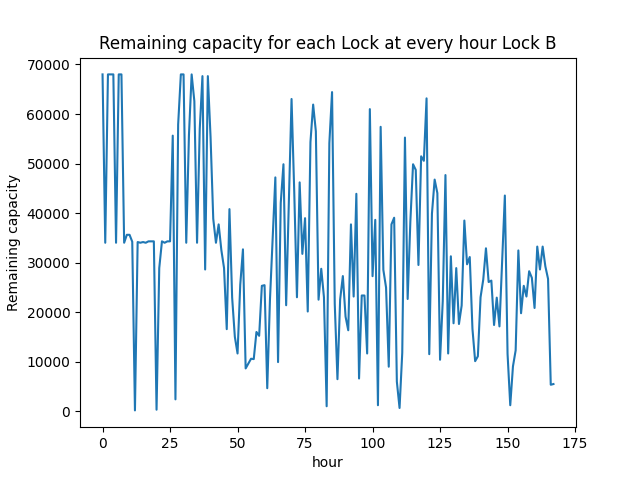 Remaining capacity for each Lock at every hour Lock B
70000
60000
50000
40000
30000
20000
10000
0
Remaining capacity
0 25 50 75 100 125 150 175
hour